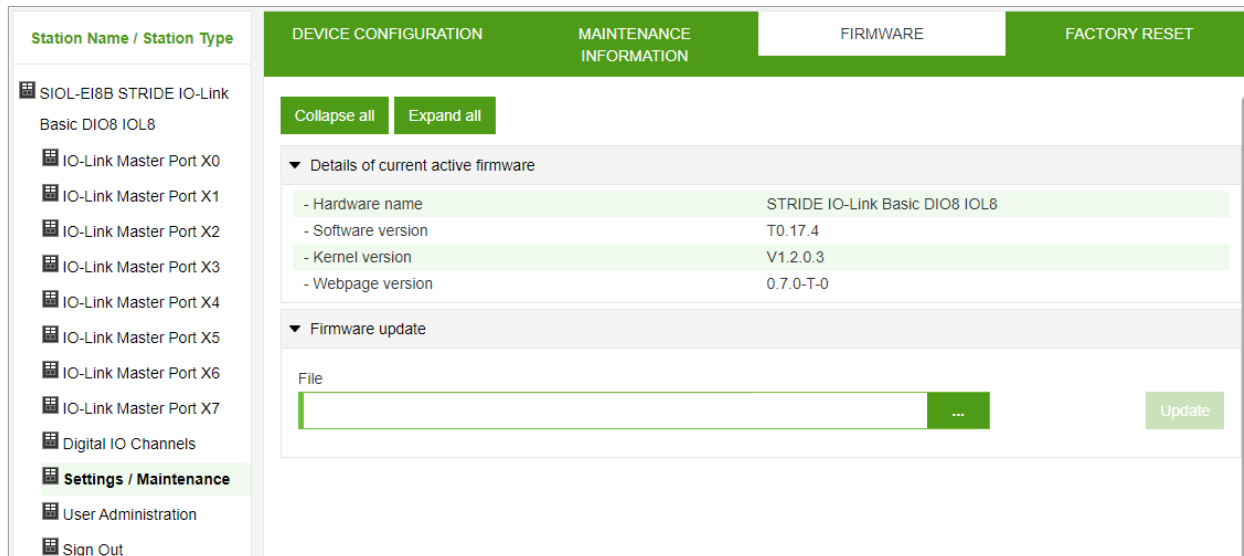 Station Name / Station Type
SIOL-EI8B STRIDE IO-Link
Basic DIO8 IOL8
IO-Link Master Port X0
IO-Link Master Port X1
IO-Link Master Port X2
IO-Link Master Port X3
IO-Link Master Port X4
IO-Link Master Port X5
IO-Link Master Port X6
IO-Link Master Port X7
Digital IO Channels
Settings / Maintenance
User Administration
Sign Out
DEVICE CONFIGURATION
MAINTENANCE
INFORMATION
FIRMWARE
FACTORY RESET
Collapse all Expand all
Details of current active firmware
- Hardware name STRIDE IO-Link Basic DIO8 IOL8
- Software version T0.17.4
- Kernel version V1.2.0.3
- Webpage version 0.7.0-T-0
Firmware update
File
... Update